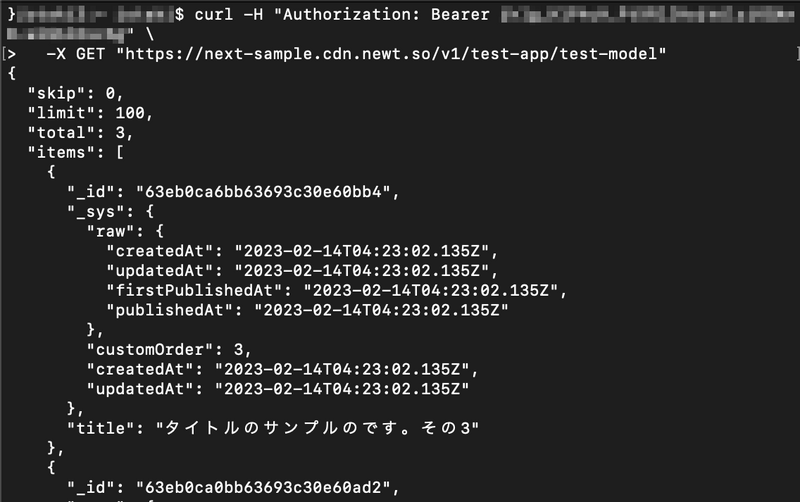 }$ curl -H "Authorization: Bearer
" \
[>   -X GET "https://next-sample.cdn.newt.so/v1/test-app/test-model"          ]
{
  "skip": 0,
  "limit": 100,
  "total": 3,
  "items": [
    {
      "_id": "63eb0ca6bb63693c30e60bb4",
      "_sys": {
        "raw": {
          "createdAt": "2023-02-14T04:23:02.135Z",
          "updatedAt": "2023-02-14T04:23:02.135Z",
          "firstPublishedAt": "2023-02-14T04:23:02.135Z",
          "publishedAt": "2023-02-14T04:23:02.135Z"
        },
        "customOrder": 3,
        "createdAt": "2023-02-14T04:23:02.135Z",
        "updatedAt": "2023-02-14T04:23:02.135Z"
      },
      "title": "タイトルのサンプルのです。その3"
    },
    {
      "_id": "63eb0ca0bb63693c30e60ad2",